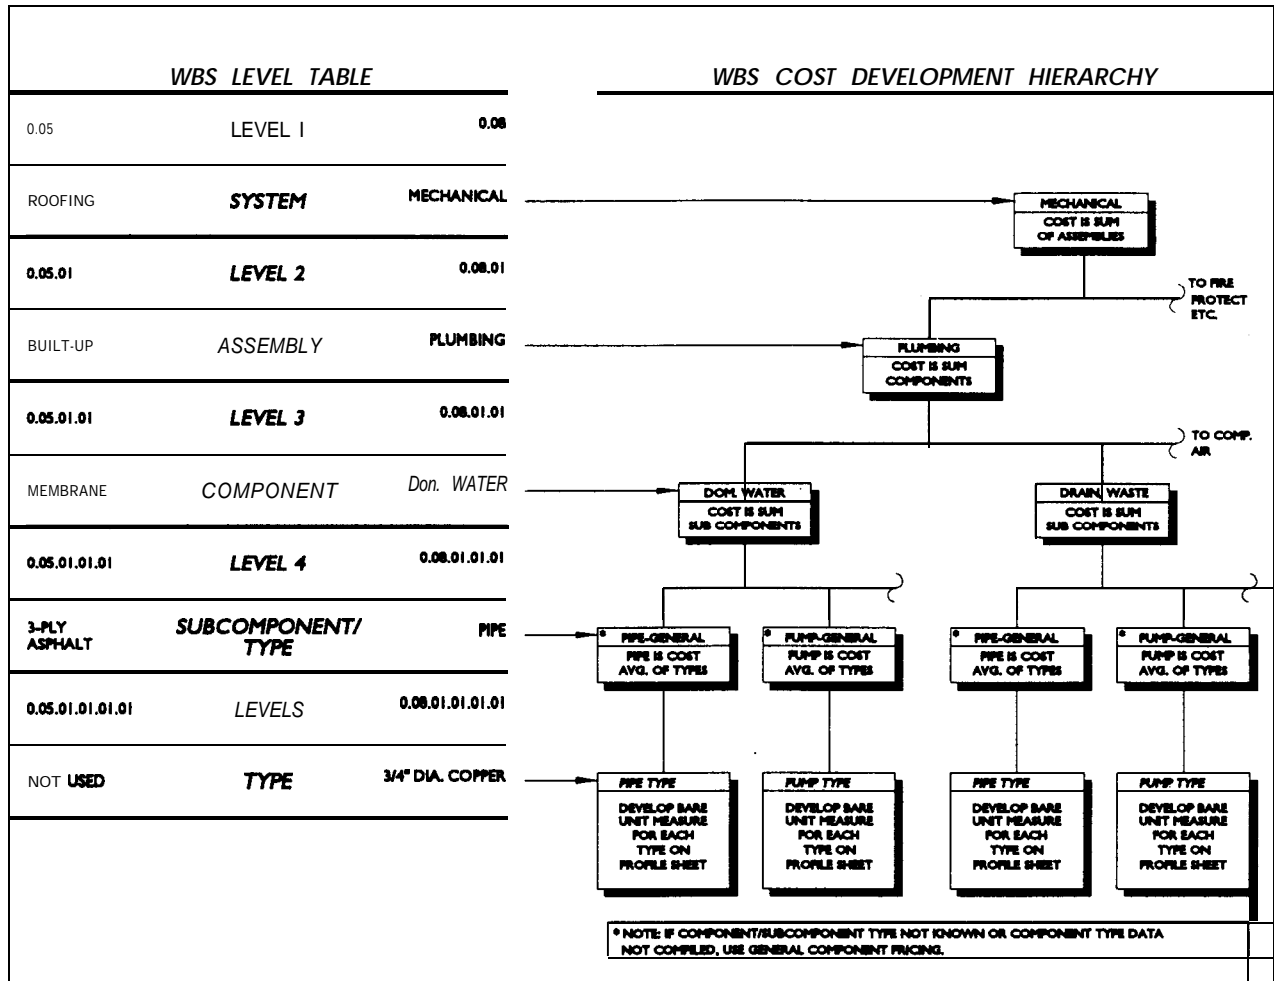 WBS LEVEL TABLE
WBS COST DEVELOPMENT HIERARCHY
0.05 LEVEL I 0.08
ROOFING SYSTEM MECHANICAL
0.05.01 LEVEL 2 0.08.01
BUILT-UP ASSEMBLY PLUMBING
0.05.01.01 LEVEL 3 0.08.01.01
MEMBRANE COMPONENT Don. WATER
0.05.01.01.01 LEVEL 4 0.08.01.01.01
3-PLY
ASPHALT
SUBCOMPONENT/
TYPE
PIPE
0.05.01.01.01.01 LEVELS 0.08.01.01.01.01
NOT USED TYPE 3/4" DIA. COPPER
MECHANICAL
COST IS SUM
OF ASSEMBLIES
TO FIRE
PROTECT
ETC.
PLUMBING
COST IS SUM
COMPONENTS
TO COMP.
AIR
DOM. WATER
COST IS SUM
SUB COMPONENTS
DRAIN, WASTE
COST IS SUM
SUB COMPONENTS
* PIPE-GENERAL
PIPE IS COST
AVG. OF TYPES
* PUMP-GENERAL
PUMP IS COST
AVG. OF TYPES
* PIPE-GENERAL
PIPE IS COST
AVG. OF TYPES
* PUMP-GENERAL
PUMP IS COST
AVG. OF TYPES
PIPE TYPE
DEVELOP BARE
UNIT MEASURE
FOR EACH
TYPE ON
PROFILE SHEET
PUMP TYPE
DEVELOP BARE
UNIT MEASURE
FOR EACH
TYPE ON
PROFILE SHEET
PIPE TYPE
DEVELOP BARE
UNIT MEASURE
FOR EACH
TYPE ON
PROFILE SHEET
PUMP TYPE
DEVELOP BARE
UNIT MEASURE
FOR EACH
TYPE ON
PROFILE SHEET
* NOTE: IF COMPONENT/SUBCOMPONENT TYPE NOT KNOWN OR COMPONENT TYPE DATA
NOT COMPILED, USE GENERAL COMPONENT PRICING.